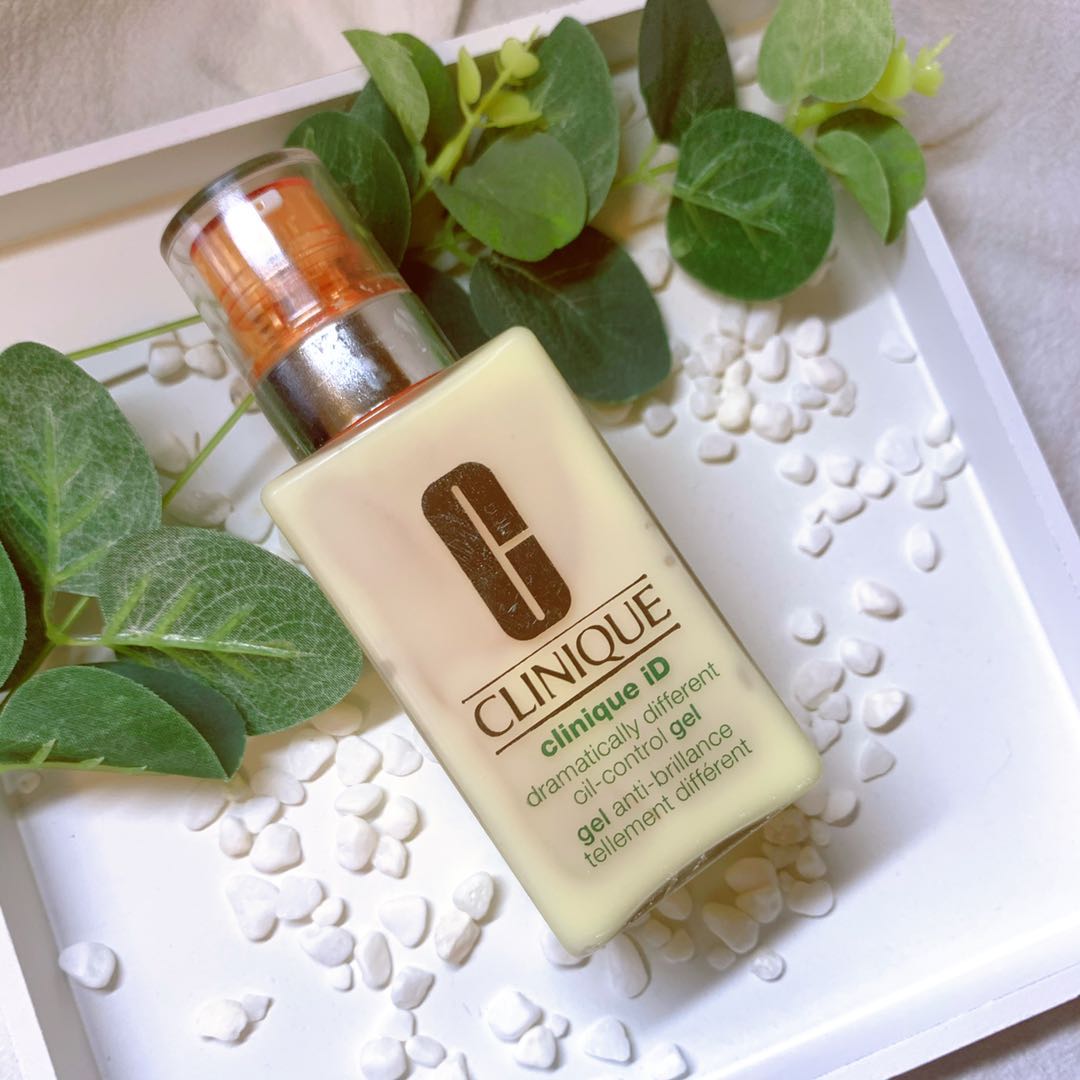 CLINIQUE
clinique iD
dramatically different
oil-control gel
gel anti-brillance
tellement différent